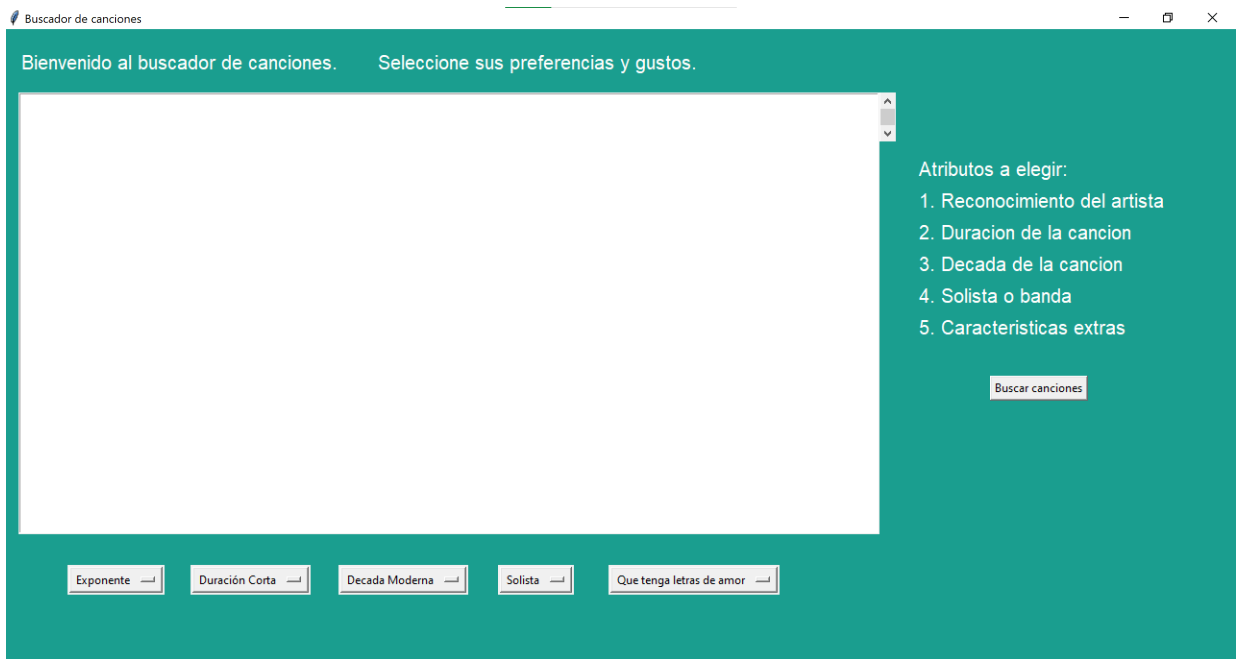 Buscador de canciones
Bienvenido al buscador de canciones. Seleccione sus preferencias y gustos.
Atributos a elegir:
1. Reconocimiento del artista
2. Duracion de la cancion
3. Decada de la cancion
4. Solista o banda
5. Caracteristicas extras
Buscar canciones
Exponente Duración Corta Decada Moderna Solista Que tenga letras de amor